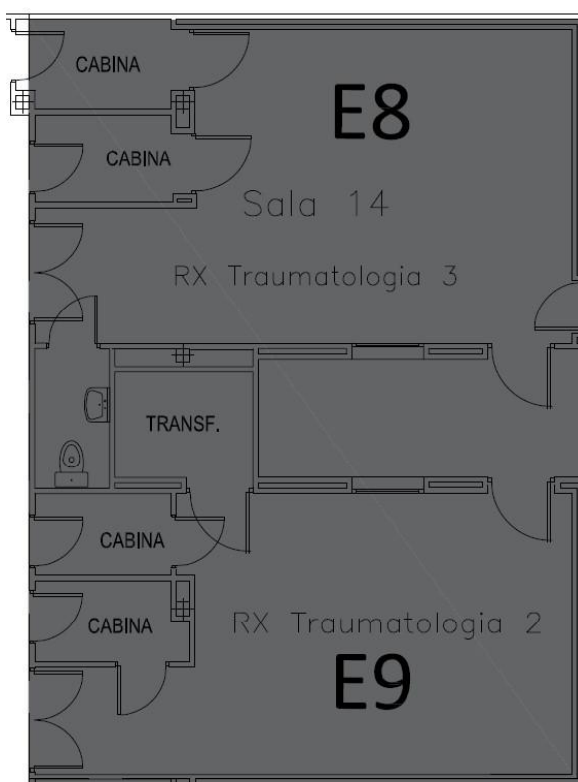 CABINA
E8
CABINA
Sala 14
RX Traumatologia 3
TRANSF.
CABINA
CABINA
RX Traumatologia 2
E9